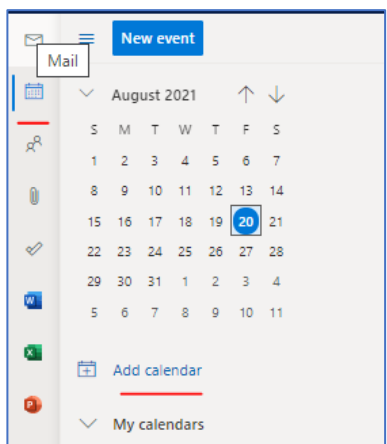 New event
Mail
August 2021
S M T W T F S
1 2 3 4 5 6 7
8 9 10 11 12 13 14
15 16 17 18 19 20 21
22 23 24 25 26 27 28
29 30 31 1 2 3 4
5 6 7 8 9 10 11
W
Add calendar
X
P
My calendars